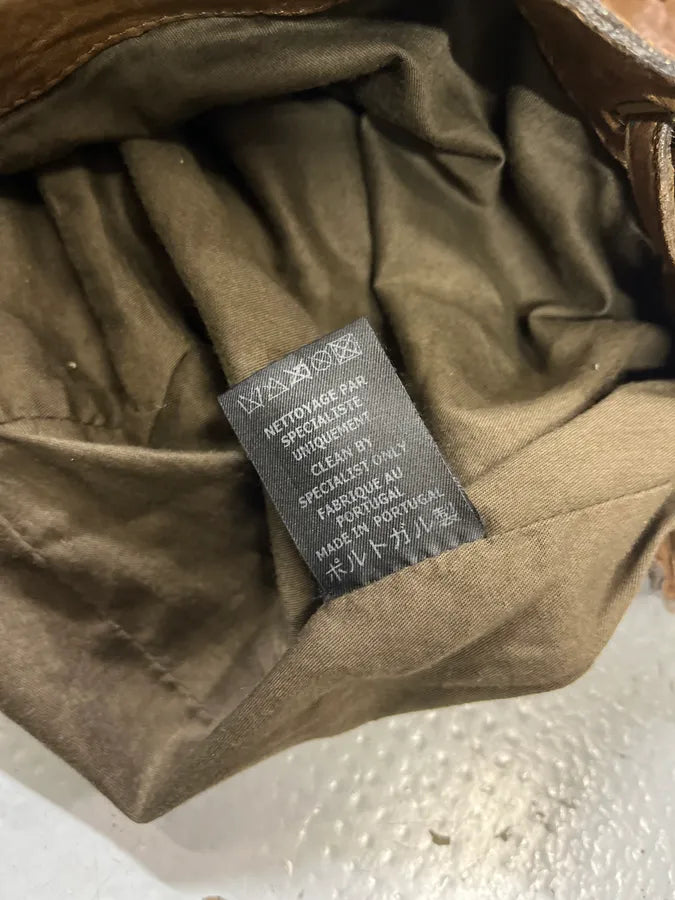 NETTOYAGE PAR
SPECIALISTE
UNIQUEMENT
CLEAN BY
SPECIALIST ONLY
FABRIQUE AU
PORTUGAL
MADE IN PORTUGAL
ポルトガル製